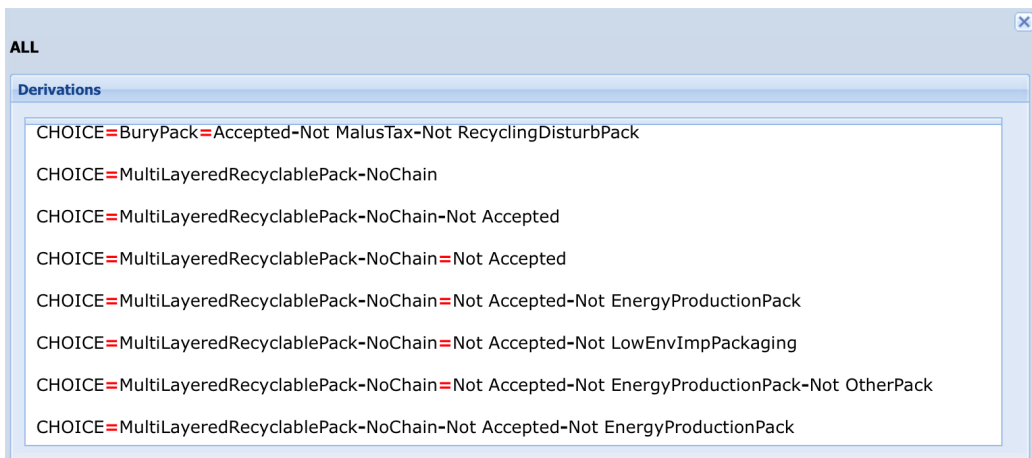 ALL
Derivations
CHOICE=BuryPack=Accepted-Not MalusTax-Not RecyclingDisturbPack
CHOICE=MultiLayeredRecyclablePack-NoChain
CHOICE=MultiLayeredRecyclablePack-NoChain-Not Accepted
CHOICE=MultiLayeredRecyclablePack-NoChain=Not Accepted
CHOICE=MultiLayeredRecyclablePack-NoChain=Not Accepted-Not EnergyProductionPack
CHOICE=MultiLayeredRecyclablePack-NoChain=Not Accepted-Not LowEnvImpPackaging
CHOICE=MultiLayeredRecyclablePack-NoChain=Not Accepted-Not EnergyProductionPack-Not OtherPack
CHOICE=MultiLayeredRecyclablePack-NoChain-Not Accepted-Not EnergyProductionPack